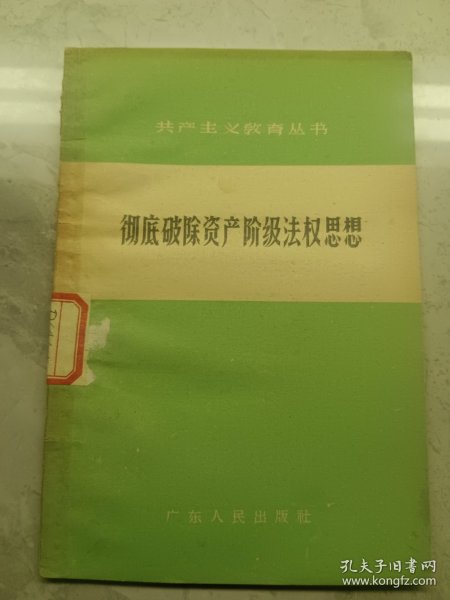 共产主义教育丛书
彻底破除资产阶级法权思想
广东人民出版社
孔夫子旧书网
www.kongfz.com